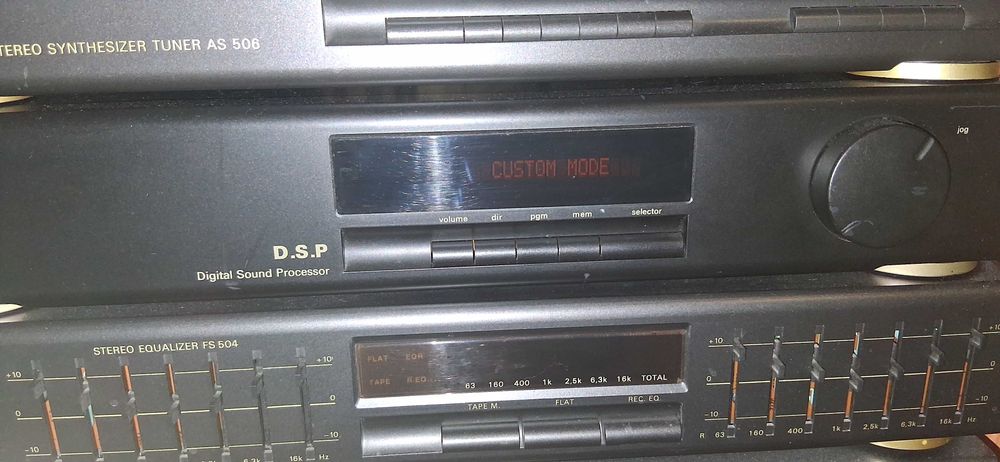 STEREO SYNTHESIZER TUNER AS 506
jog
CUSTOM MODE
volume dir pgm mem selector
D.S.P
Digital Sound Processor
STEREO EQUALIZER FS 504
FLAT EQR
TAPE R.EQ. 63 160 400 1k 2,5k 6,3k 16k TOTAL
TAPE M. FLAT REC. EQ.
+10 +10
0 0
-10 -10
6,3k 16k Hz
+10 +10
0 0
-10 -10
R 63 160 400 1k 2,5k 6,3k 16k Hz